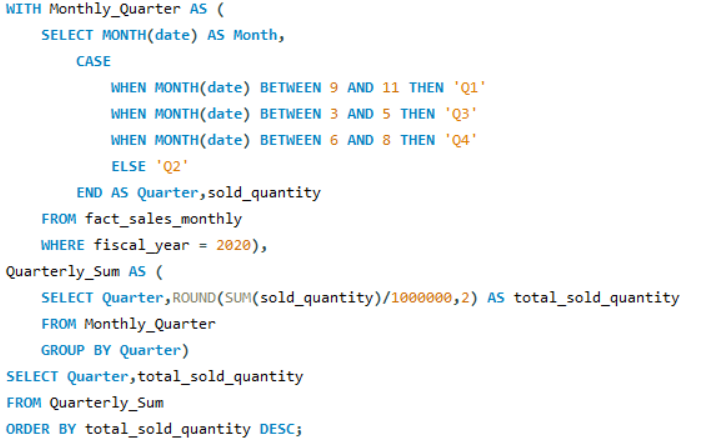 WITH Monthly_Quarter AS (
SELECT MONTH(date) AS Month,
CASE
WHEN MONTH(date) BETWEEN 9 AND 11 THEN 'Q1'
WHEN MONTH(date) BETWEEN 3 AND 5 THEN 'Q3'
WHEN MONTH(date) BETWEEN 6 AND 8 THEN 'Q4'
ELSE 'Q2'
END AS Quarter,sold_quantity
FROM fact_sales_monthly
WHERE fiscal_year = 2020),
Quarterly_Sum AS (
SELECT Quarter,ROUND(SUM(sold_quantity)/1000000,2) AS total_sold_quantity
FROM Monthly_Quarter
GROUP BY Quarter)
SELECT Quarter,total_sold_quantity
FROM Quarterly_Sum
ORDER BY total_sold_quantity DESC;